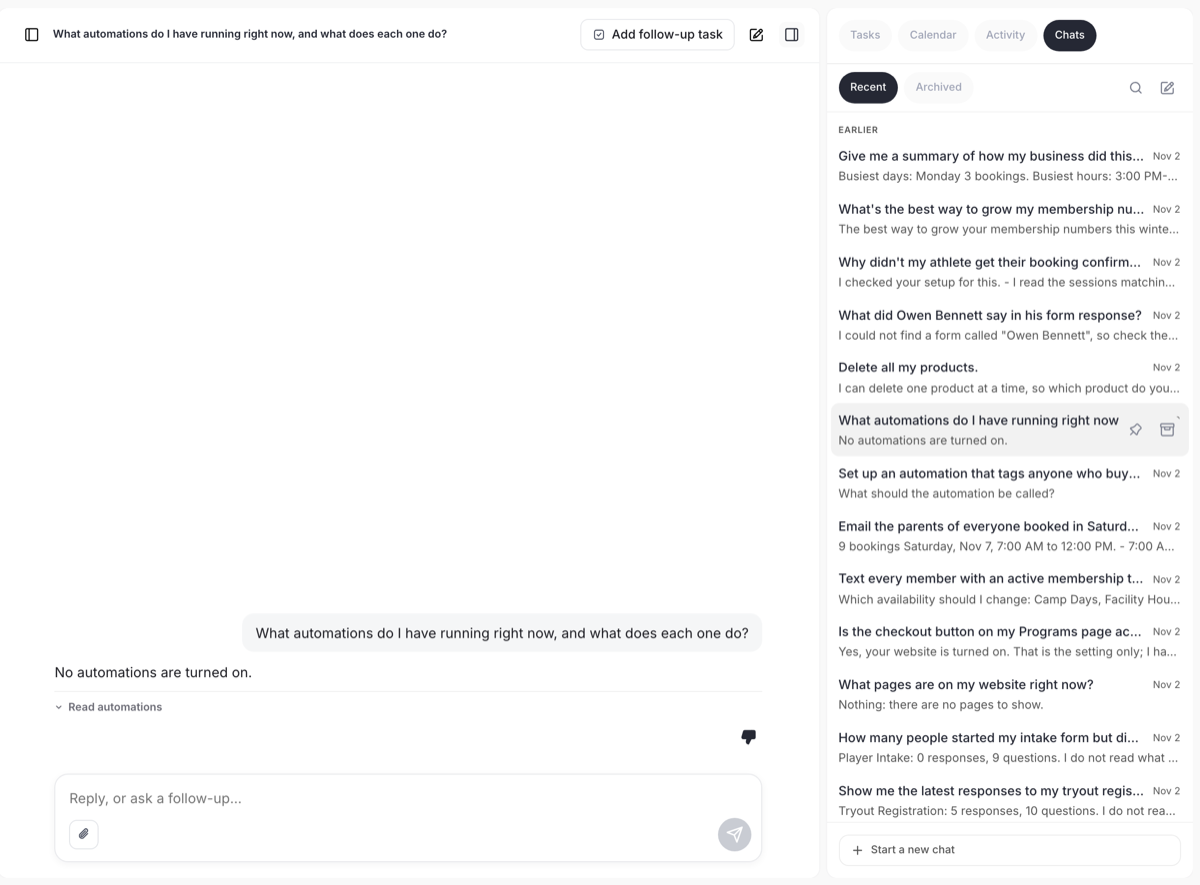 What automations do I have running right now, and what does each one do?
Add follow-up task
No automations are turned on.
Read automations
What automations do I have running right now, and what does each one do?
Reply, or ask a follow-up...
Tasks
Calendar
Activity
Chats
Recent
Archived
EARLIER
Give me a summary of how my business did this... Nov 2
Busiest days: Monday 3 bookings. Busiest hours: 3:00 PM-...
What's the best way to grow my membership nu... Nov 2
The best way to grow your membership numbers this winte...
Why didn't my athlete get their booking confirm... Nov 2
I checked your setup for this. - I read the sessions matchin...
What did Owen Bennett say in his form response? Nov 2
I could not find a form called "Owen Bennett", so check the...
Delete all my products. Nov 2
I can delete one product at a time, so which product do you...
What automations do I have running right now
No automations are turned on.
Set up an automation that tags anyone who buy... Nov 2
What should the automation be called?
Email the parents of everyone booked in Saturd... Nov 2
9 bookings Saturday, Nov 7, 7:00 AM to 12:00 PM. - 7:00 A...
Text every member with an active membership t... Nov 2
Which availability should I change: Camp Days, Facility Hou...
Is the checkout button on my Programs page ac... Nov 2
Yes, your website is turned on. That is the setting only; I ha...
What pages are on my website right now? Nov 2
Nothing: there are no pages to show.
How many people started my intake form but di... Nov 2
Player Intake: 0 responses, 9 questions. I do not read what ...
Show me the latest responses to my tryout regis... Nov 2
Tryout Registration: 5 responses, 10 questions. I do not rea...
Start a new chat